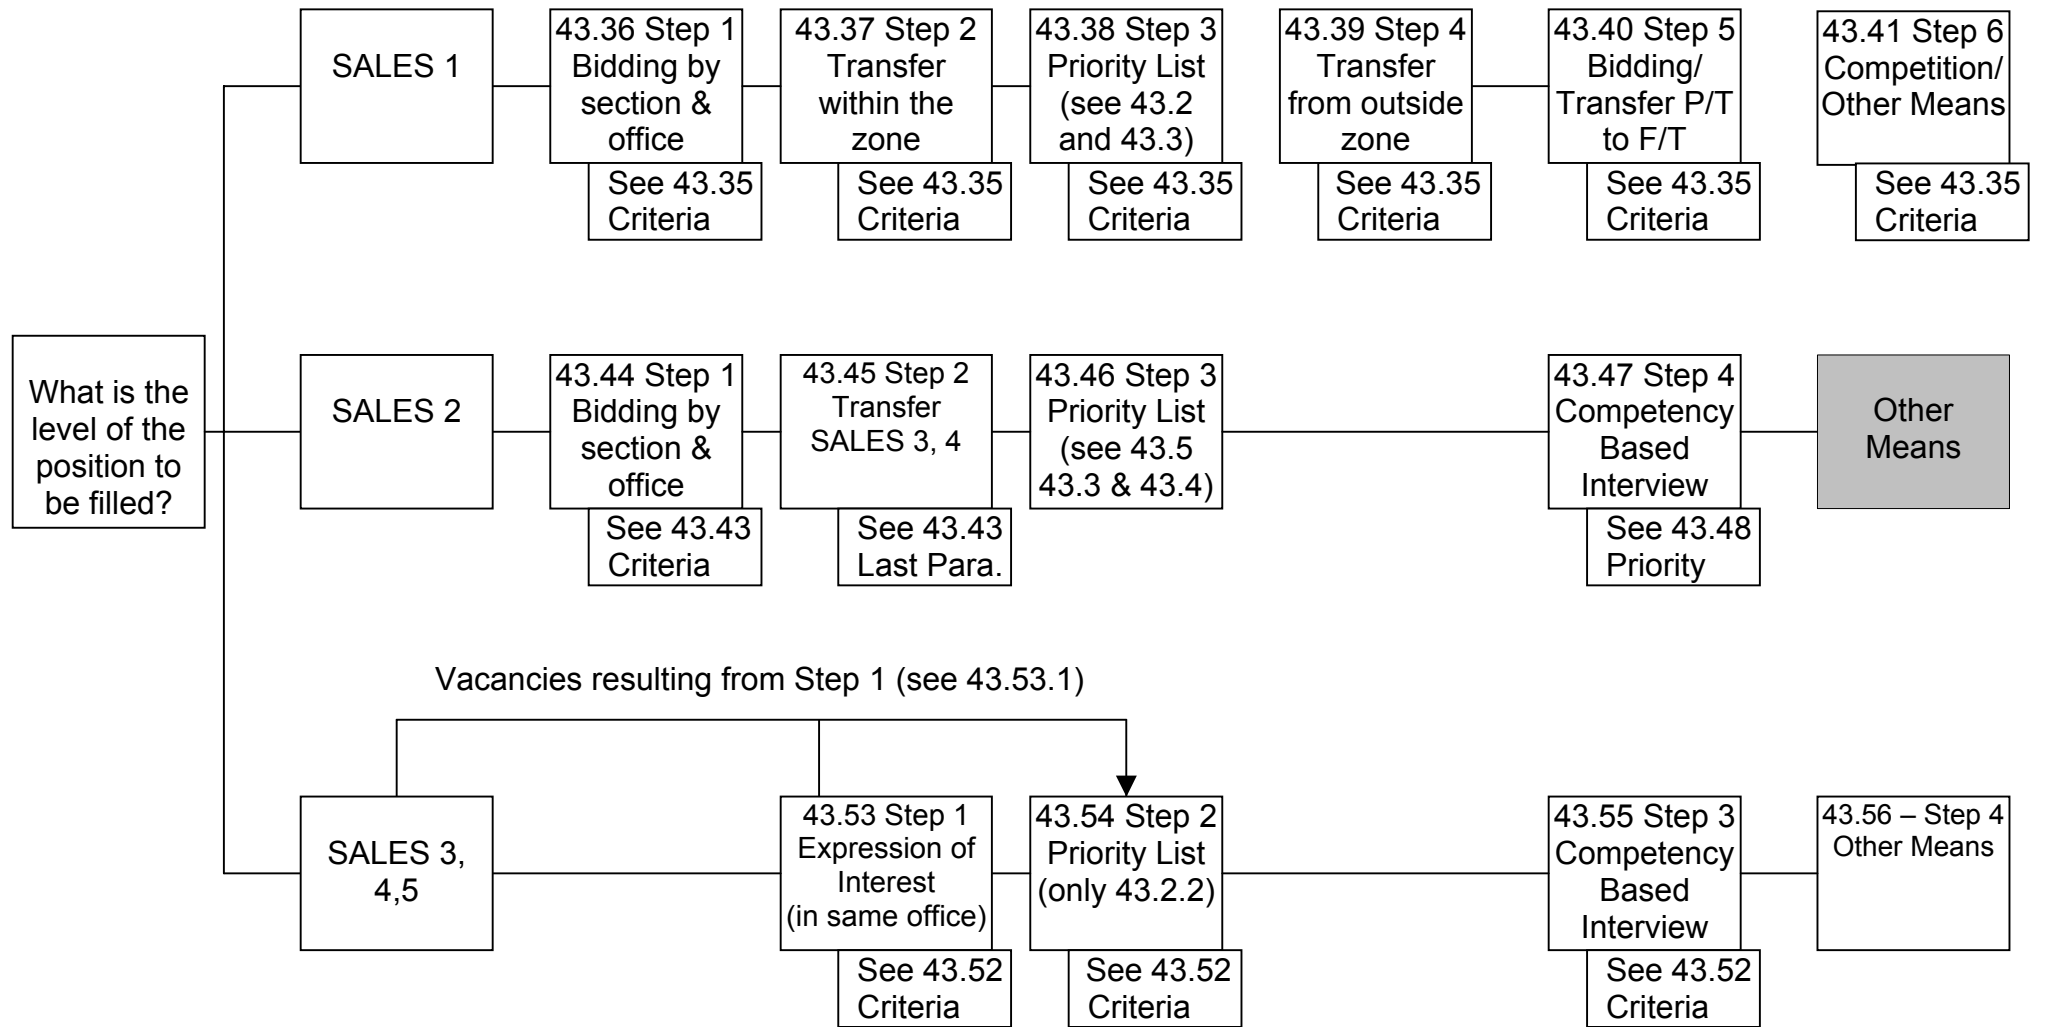 SALES 1
43.36 Step 1
Bidding by
section &
office
See 43.35
Criteria
43.37 Step 2
Transfer
within the
zone
See 43.35
Criteria
43.38 Step 3
Priority List
(see 43.2
and 43.3)
See 43.35
Criteria
43.39 Step 4
Transfer
from outside
zone
See 43.35
Criteria
43.40 Step 5
Bidding/
Transfer P/T
to F/T
See 43.35
Criteria
43.41 Step 6
Competition/
Other Means
See 43.35
Criteria
What is the
level of the
position to
be filled?
SALES 2
43.44 Step 1
Bidding by
section &
office
See 43.43
Criteria
43.45 Step 2
Transfer
SALES 3, 4
See 43.43
Last Para.
43.46 Step 3
Priority List
(see 43.5
43.3 & 43.4)
43.47 Step 4
Competency
Based
Interview
See 43.48
Priority
Other
Means
Vacancies resulting from Step 1 (see 43.53.1)
SALES 3,
4,5
43.53 Step 1
Expression of
Interest
(in same office)
See 43.52
Criteria
43.54 Step 2
Priority List
(only 43.2.2)
See 43.52
Criteria
43.55 Step 3
Competency
Based
Interview
See 43.52
Criteria
43.56 – Step 4
Other Means